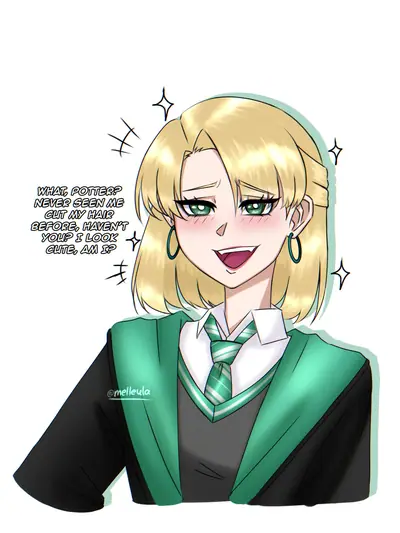 WHAT, POTTER?
NEVER SEEN ME
CUT MY HAIR
BEFORE, HAVEN'T
YOU? I LOOK
CUTE, AM I?
@melleula